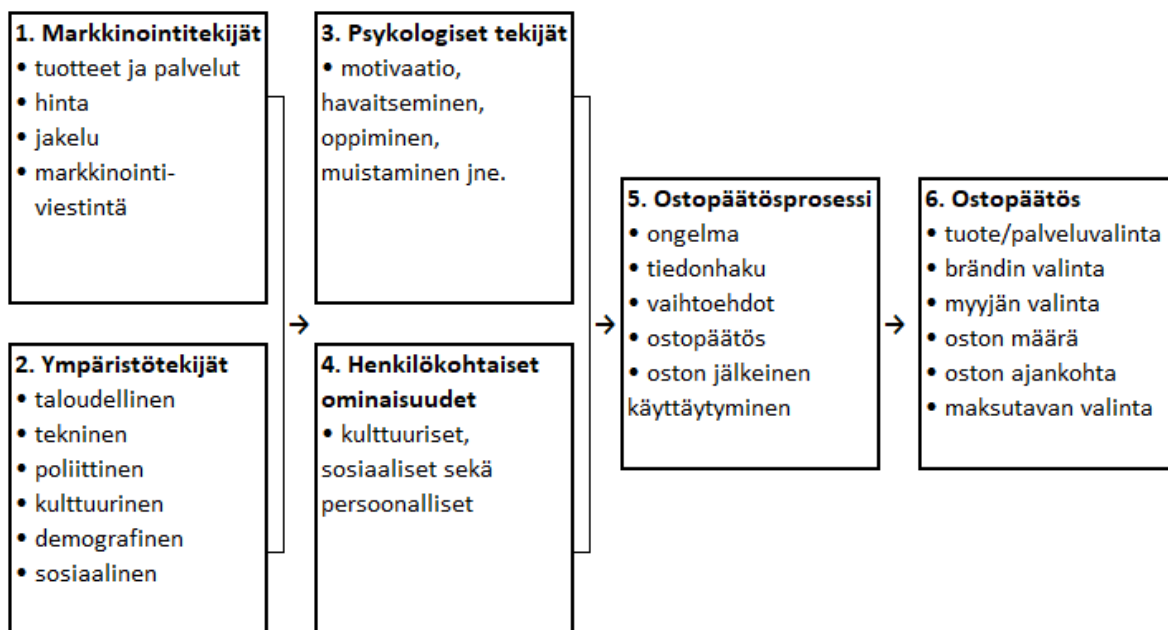 1. Markkinointitekijät
• tuotteet ja palvelut
• hinta
• jakelu
• markkinointi-
viestintä
2. Ympäristötekijät
• taloudellinen
• tekninen
• poliittinen
• kulttuurinen
• demografinen
• sosiaalinen
→
3. Psykologiset tekijät
• motivaatio,
havaitseminen,
oppiminen,
muistaminen jne.
4. Henkilökohtaiset
ominaisuudet
• kulttuuriset,
sosiaaliset sekä
persoonalliset
→
5. Ostopäätösprosessi
• ongelma
• tiedonhaku
• vaihtoehdot
• ostopäätös
• oston jälkeinen
käyttäytyminen
→
6. Ostopäätös
• tuote/palveluvalinta
• brändin valinta
• myyjän valinta
• oston määrä
• oston ajankohta
• maksutavan valinta